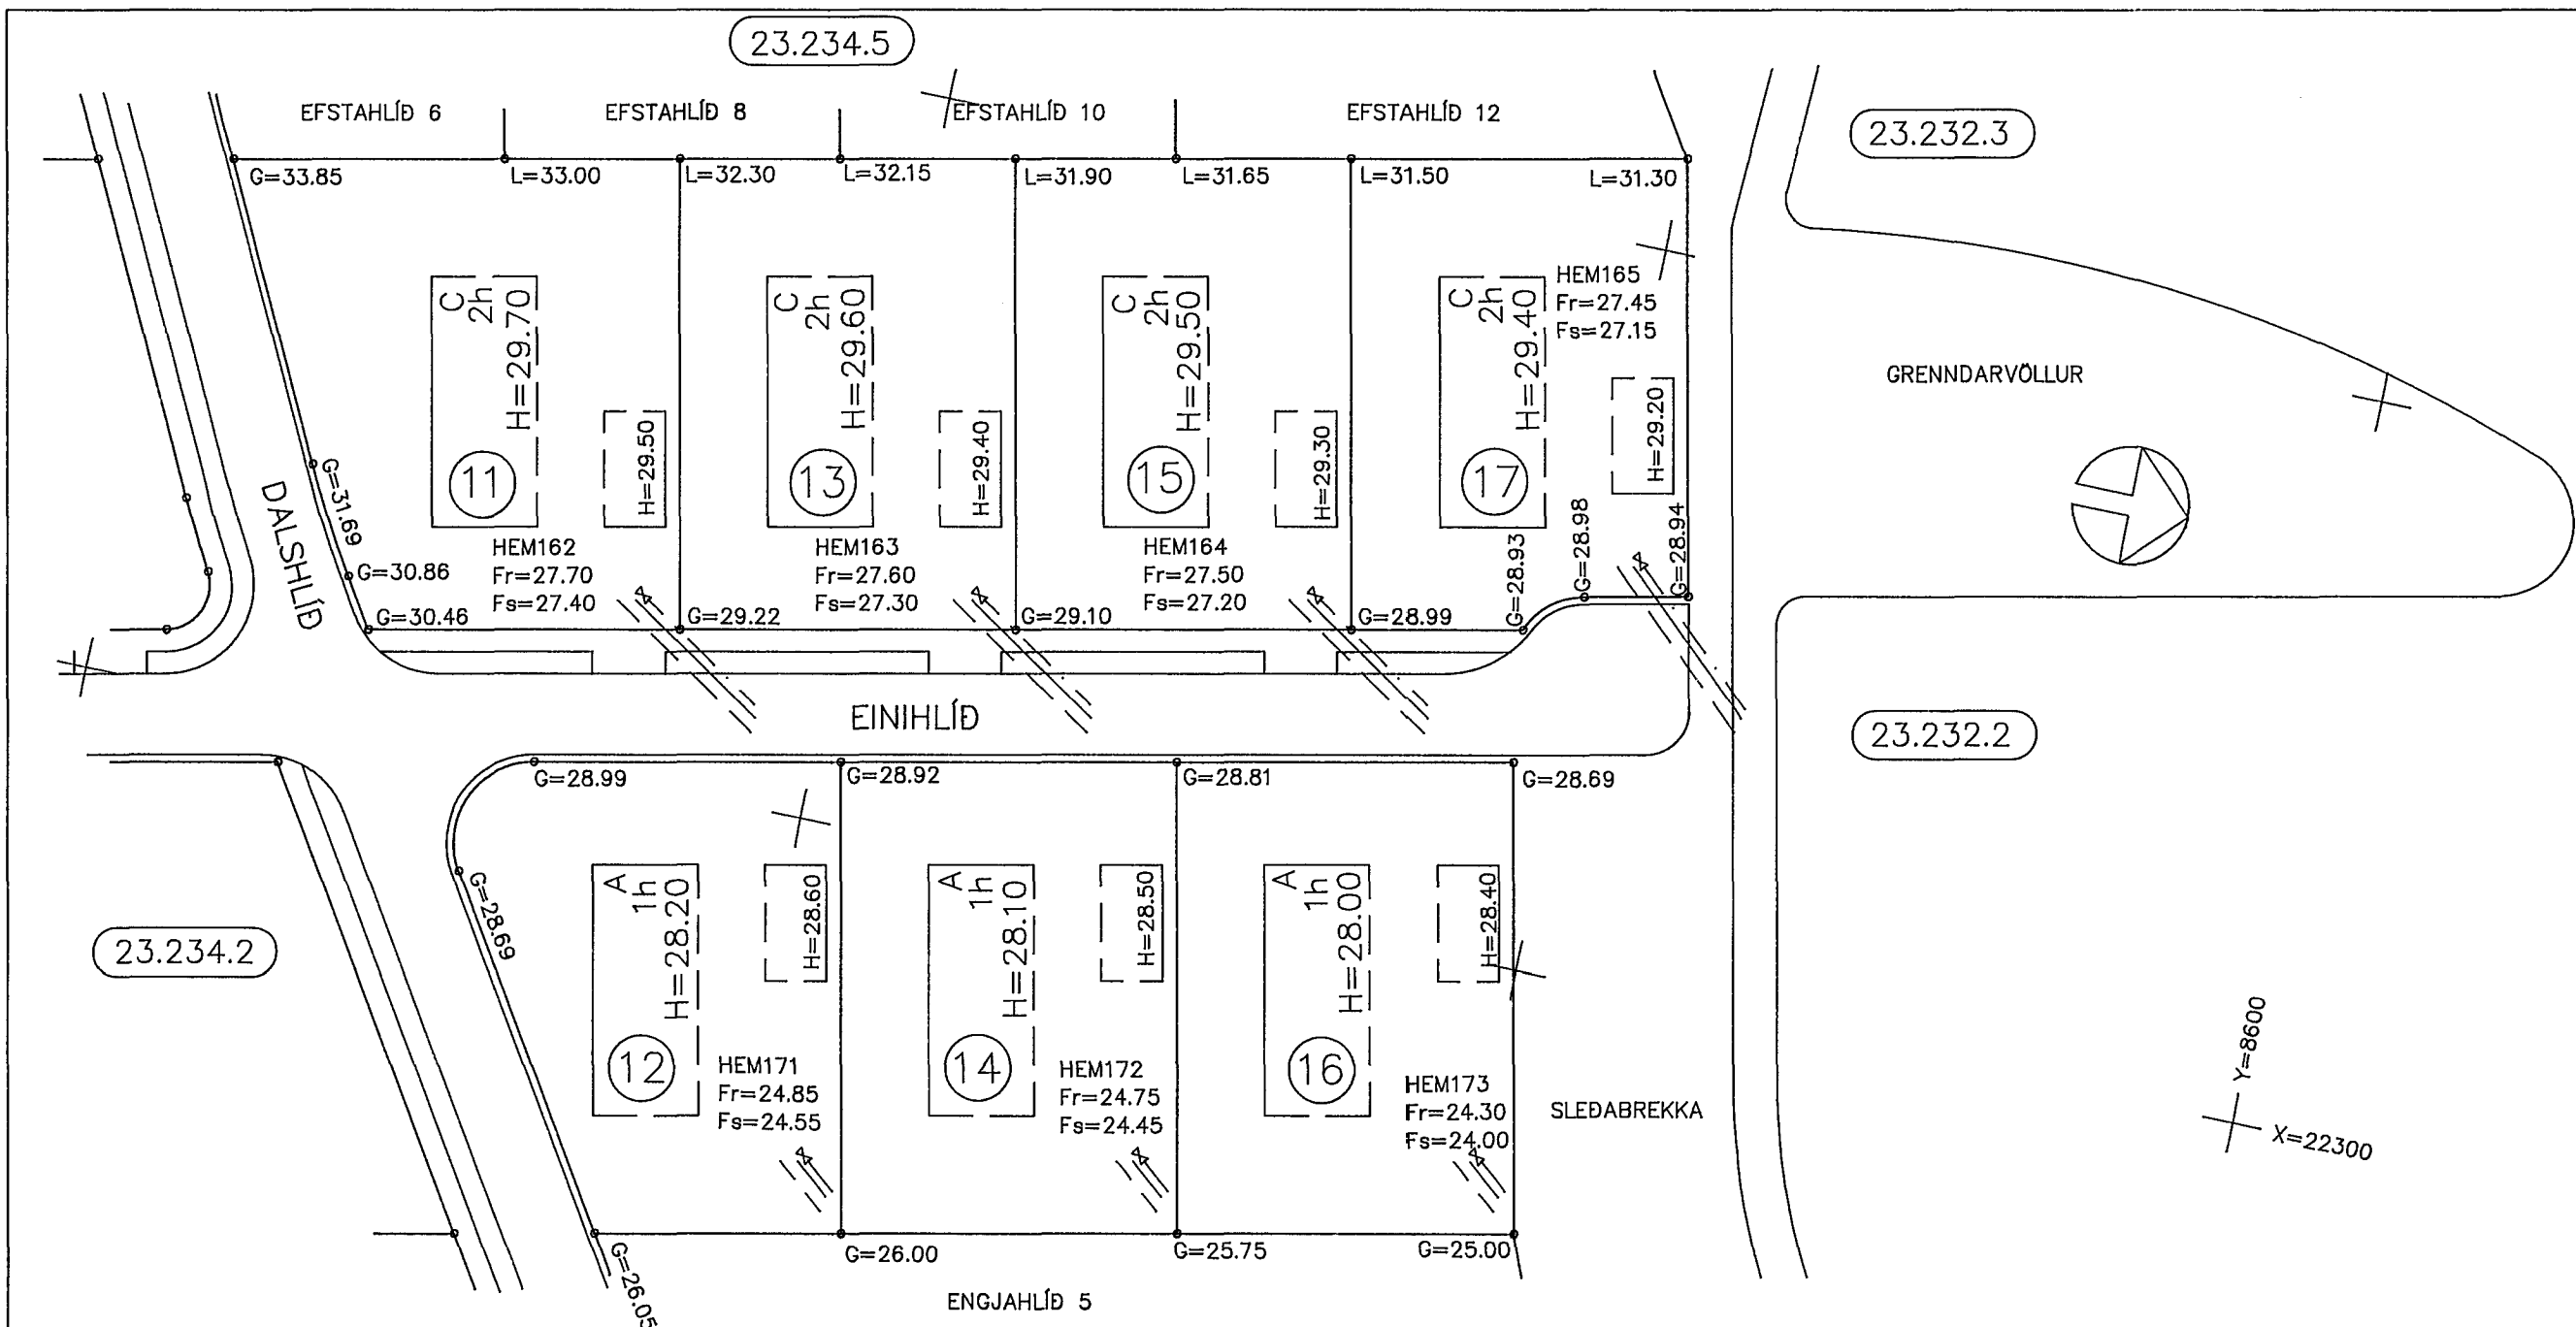 23.234.5
EFSTAHLÍÐ 6
EFSTAHLÍÐ 8
EFSTAHLÍÐ 10
EFSTAHLÍÐ 12
23.232.3
G=33.85
L=33.00
L=32.30
L=32.15
L=31.90
L=31.65
L=31.50
L=31.30
C
2h
H=29.70
11
H=29.50
C
2h
H=29.60
13
H=29.40
C
2h
H=29.50
15
H=29.30
C
2h
H=29.40
17
HEM165
Fr=27.45
Fs=27.15
H=29.20
GRENNDARVÖLLUR
G=31.69
DALSHLÍÐ
G=30.86
G=30.46
HEM162
Fr=27.70
Fs=27.40
HEM163
Fr=27.60
Fs=27.30
HEM164
Fr=27.50
Fs=27.20
G=28.93
G=28.98
G=28.94
G=29.22
G=29.10
G=28.99
EINIHLÍÐ
23.232.2
G=28.99
G=28.92
G=28.81
G=28.69
G=28.69
A
1h
H=28.20
12
H=28.60
A
1h
H=28.10
14
H=28.50
A
1h
H=28.00
16
H=28.40
23.234.2
HEM171
Fr=24.85
Fs=24.55
HEM172
Fr=24.75
Fs=24.45
HEM173
Fr=24.30
Fs=24.00
SLEÐABREKKA
Y=8600
X=22300
G=26.05
G=26.00
G=25.75
G=25.00
ENGJAHLÍÐ 5